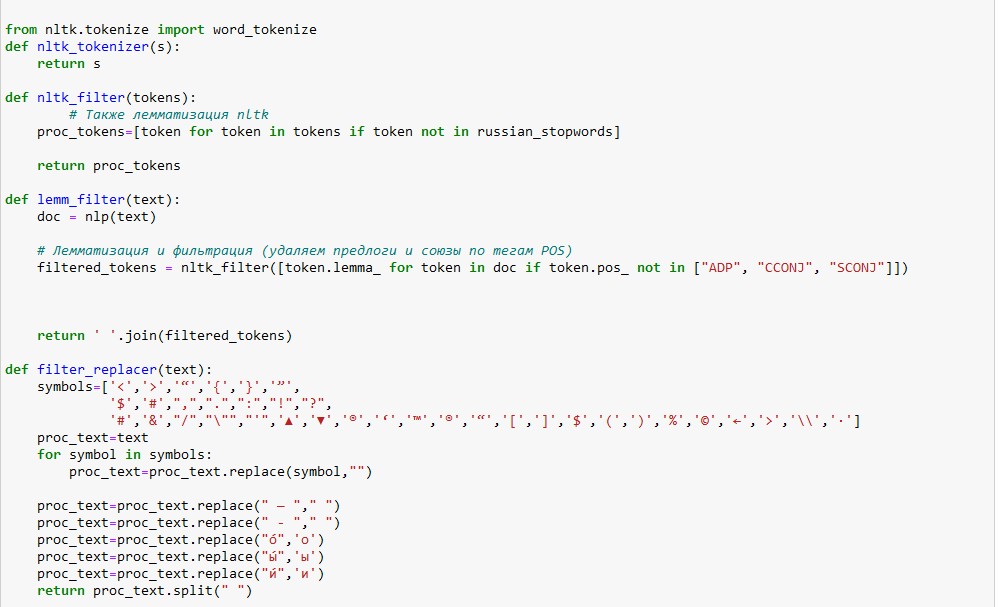 from nltk.tokenize import word_tokenize
def nltk_tokenizer(s):
    return s

def nltk_filter(tokens):
        # Также лемматизация nltk
    proc_tokens=[token for token in tokens if token not in russian_stopwords]

    return proc_tokens

def lemm_filter(text):
    doc = nlp(text)

    # Лемматизация и фильтрация (удаляем предлоги и союзы по тегам POS)
    filtered_tokens = nltk_filter([token.lemma_ for token in doc if token.pos_ not in ["ADP", "CCONJ", "SCONJ"]])

    return ' '.join(filtered_tokens)

def filter_replacer(text):
    symbols=['<','>','“','{','}','”',
             '$','#',",",".",":","!","?",
             '#','&',"/","\"","'",'▲','▼','®','‘','™','®','“','[',']','$','(',')','%','©','←','>','\\','·']
    proc_text=text
    for symbol in symbols:
        proc_text=proc_text.replace(symbol,"")

    proc_text=proc_text.replace(" – "," ")
    proc_text=proc_text.replace(" - "," ")
    proc_text=proc_text.replace("о́",'о')
    proc_text=proc_text.replace("ы́",'ы')
    proc_text=proc_text.replace("и́",'и')
    return proc_text.split(" ")